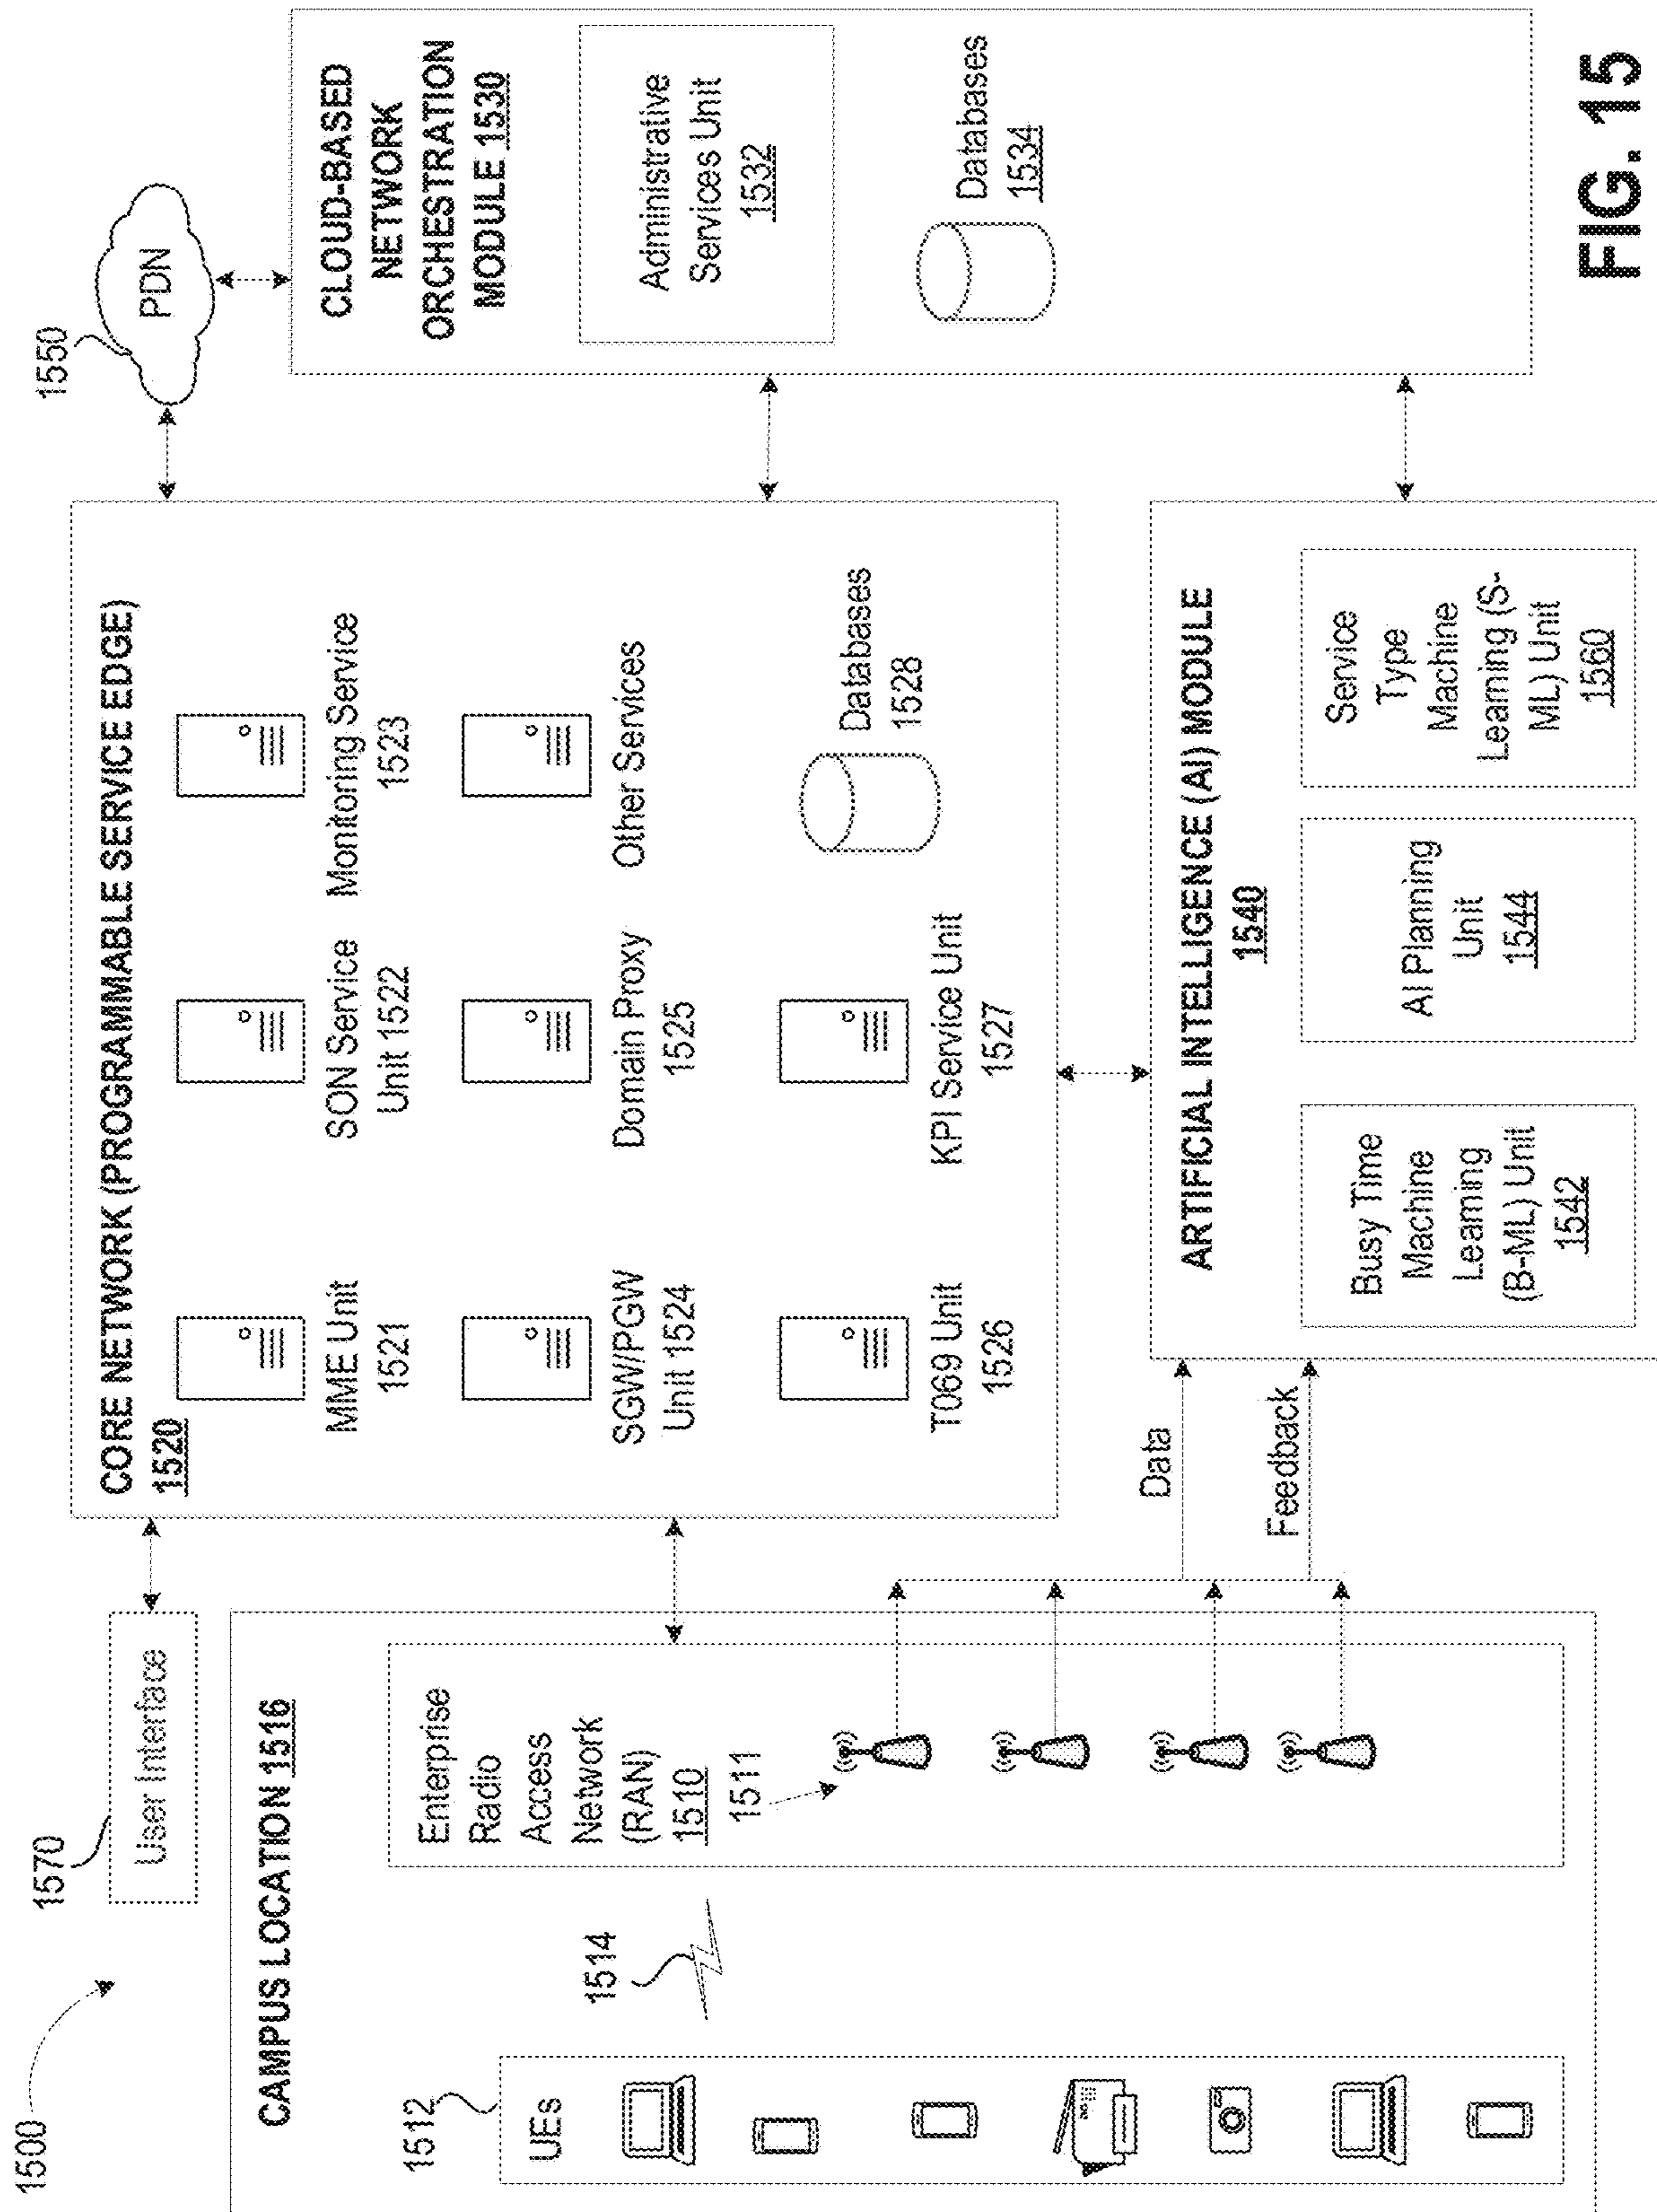 1500
1570
User Interface
CAMPUS LOCATION 1516
1512
UEs
1514
Enterprise
Radio
Access
Network
(RAN)
1510
1511
CORE NETWORK (PROGRAMMABLE SERVICE EDGE)
1520
MME Unit
1521
SON Service
Unit 1522
Monitoring Service
1523
SGW/PGW
Unit 1524
Domain Proxy
1525
Other Services
T069 Unit
1526
KPI Service Unit
1527
Databases
1528
Data
Feedback
ARTIFICIAL INTELLIGENCE (AI) MODULE
1540
Busy Time
Machine
Learning
(B-ML) Unit
1542
AI Planning
Unit
1544
Service
Type
Machine
Learning (S-
ML) Unit
1560
1550
PDN
CLOUD-BASED
NETWORK
ORCHESTRATION
MODULE 1530
Administrative
Services Unit
1532
Databases
1534
FIG. 15